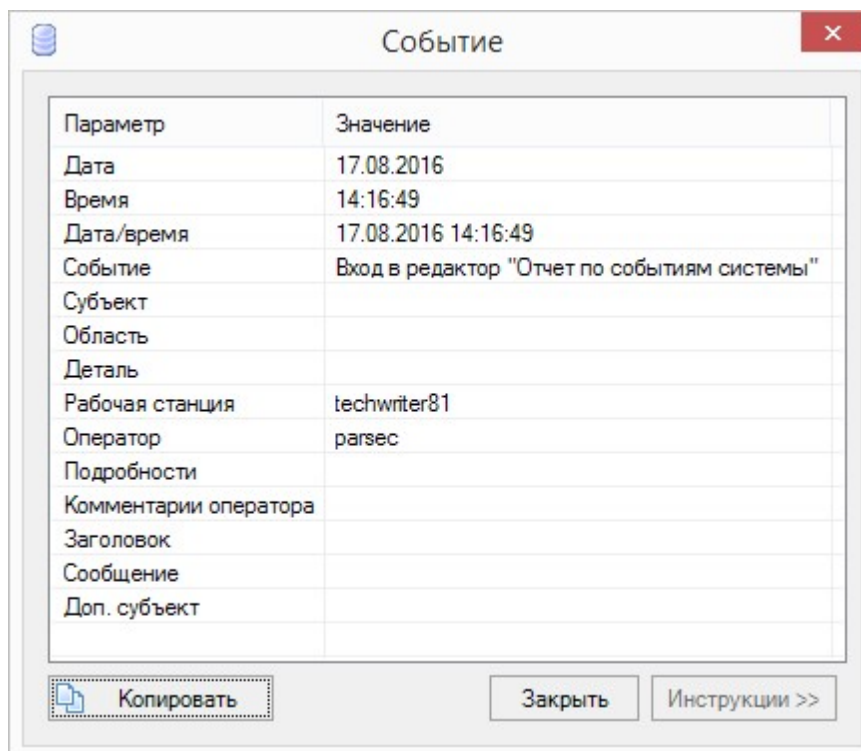 Событие
Параметр Значение
Дата 17.08.2016
Время 14:16:49
Дата/время 17.08.2016 14:16:49
Событие Вход в редактор "Отчет по событиям системы"
Субъект
Область
Деталь
Рабочая станция techwriter81
Оператор parsec
Подробности
Комментарии оператора
Заголовок
Сообщение
Доп. субъект
Копировать Закрыть Инструкции >>